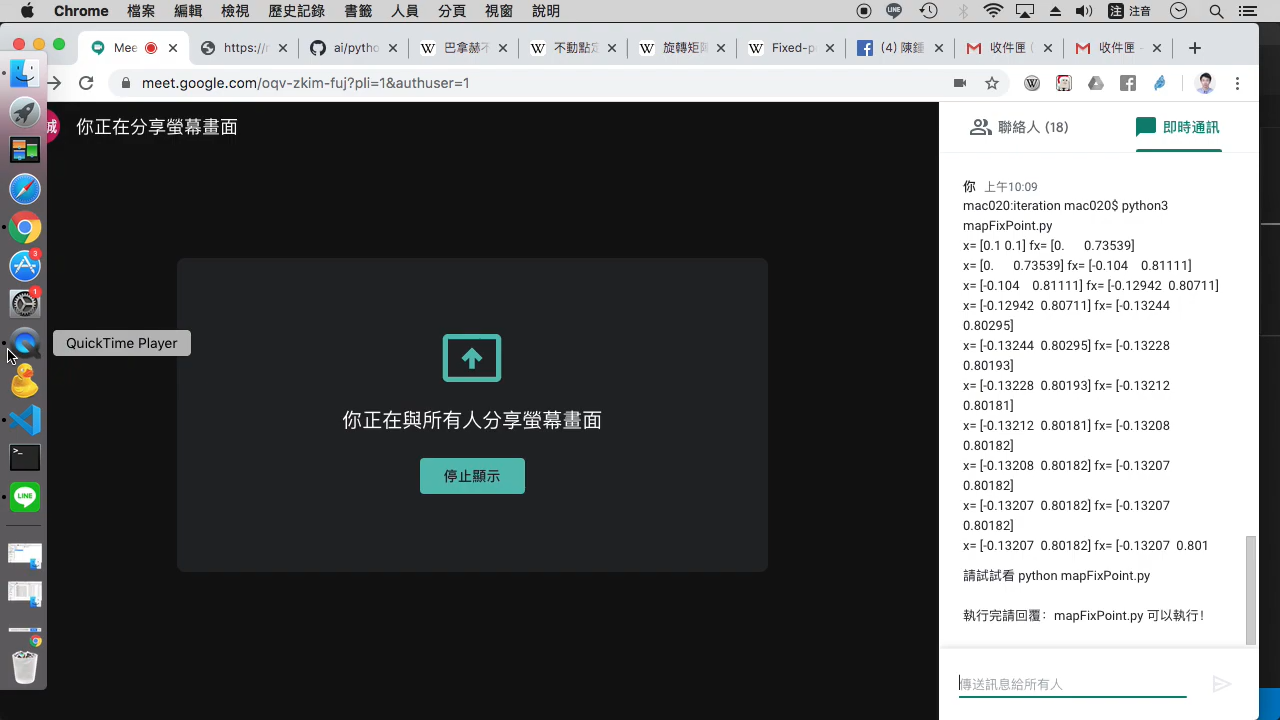 Chrome 檔案 編輯 檢視 歷史記錄 書籤 人員 分頁 視窗 說明 LINE 注 注音
Mee https://r ai/pytho 巴拿赫不 不動點定 旋轉矩陣 Fixed-p (4) 陳鍾 收件匣 ( 收件匣 -
meet.google.com/oqv-zkim-fuj?pli=1&authuser=1
城 你正在分享螢幕畫面
聯絡人 (18) 即時通訊
3
1
QuickTime Player
LINE
你正在與所有人分享螢幕畫面
停止顯示
你 上午10:09
mac020:iteration mac020$ python3
mapFixPoint.py
x= [0.1 0.1] fx= [0. 0.73539]
x= [0. 0.73539] fx= [-0.104 0.81111]
x= [-0.104 0.81111] fx= [-0.12942 0.80711]
x= [-0.12942 0.80711] fx= [-0.13244
0.80295]
x= [-0.13244 0.80295] fx= [-0.13228
0.80193]
x= [-0.13228 0.80193] fx= [-0.13212
0.80181]
x= [-0.13212 0.80181] fx= [-0.13208
0.80182]
x= [-0.13208 0.80182] fx= [-0.13207
0.80182]
x= [-0.13207 0.80182] fx= [-0.13207
0.80182]
x= [-0.13207 0.80182] fx= [-0.13207 0.801
請試試看 python mapFixPoint.py
執行完請回覆：mapFixPoint.py 可以執行！
傳送訊息給所有人